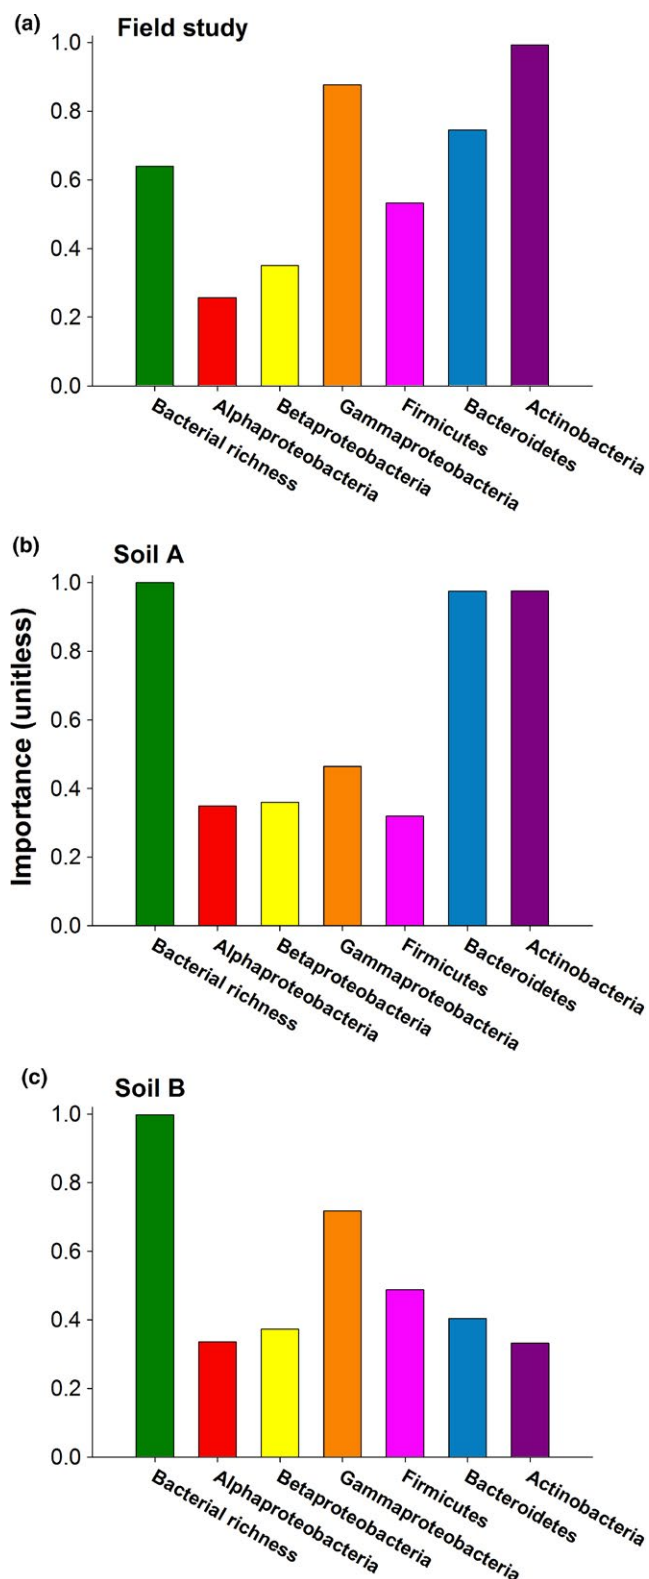 (a)
Field study
1.0
0.8
0.6
0.4
0.2
0.0
Bacterial richness
Alphaproteobacteria
Betaproteobacteria
Gammaproteobacteria
Firmicutes
Bacteroidetes
Actinobacteria
(b)
Soil A
Importance (unitless)
1.0
0.8
0.6
0.4
0.2
0.0
Bacterial richness
Alphaproteobacteria
Betaproteobacteria
Gammaproteobacteria
Firmicutes
Bacteroidetes
Actinobacteria
(c)
Soil B
1.0
0.8
0.6
0.4
0.2
0.0
Bacterial richness
Alphaproteobacteria
Betaproteobacteria
Gammaproteobacteria
Firmicutes
Bacteroidetes
Actinobacteria